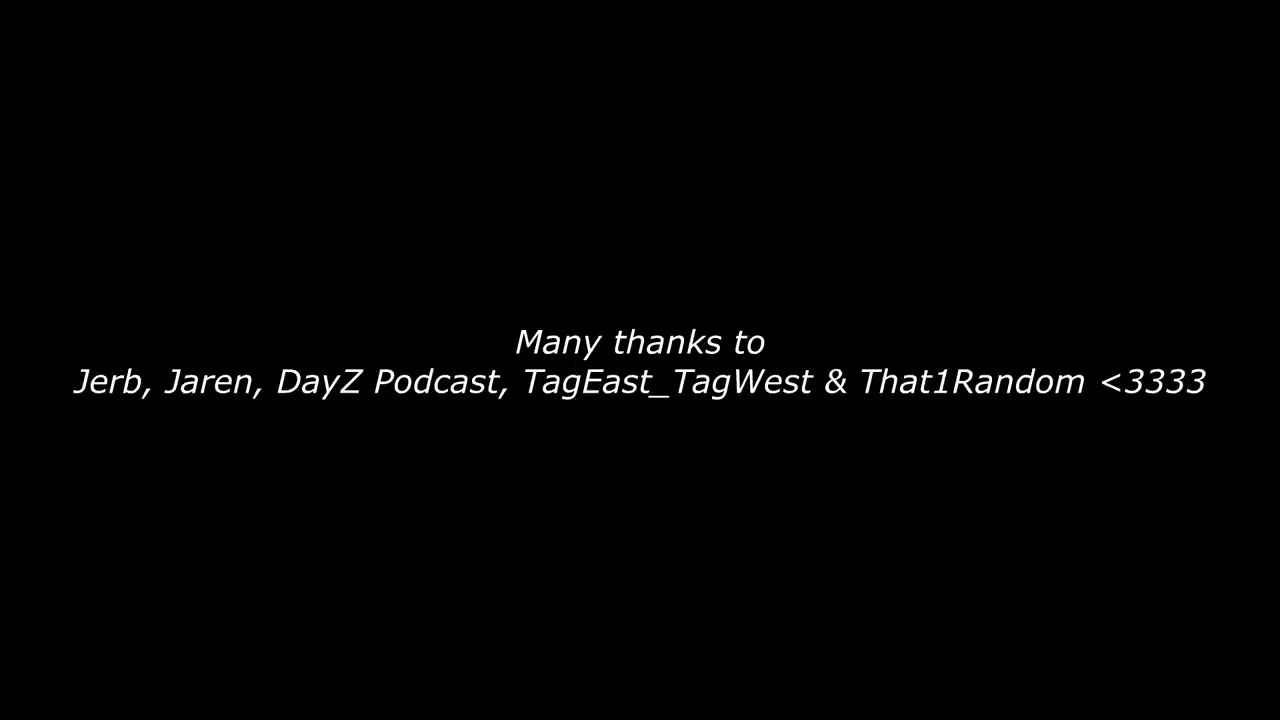 Many thanks to
Jerb, Jaren, DayZ Podcast, TagEast_TagWest & That1Random <3333